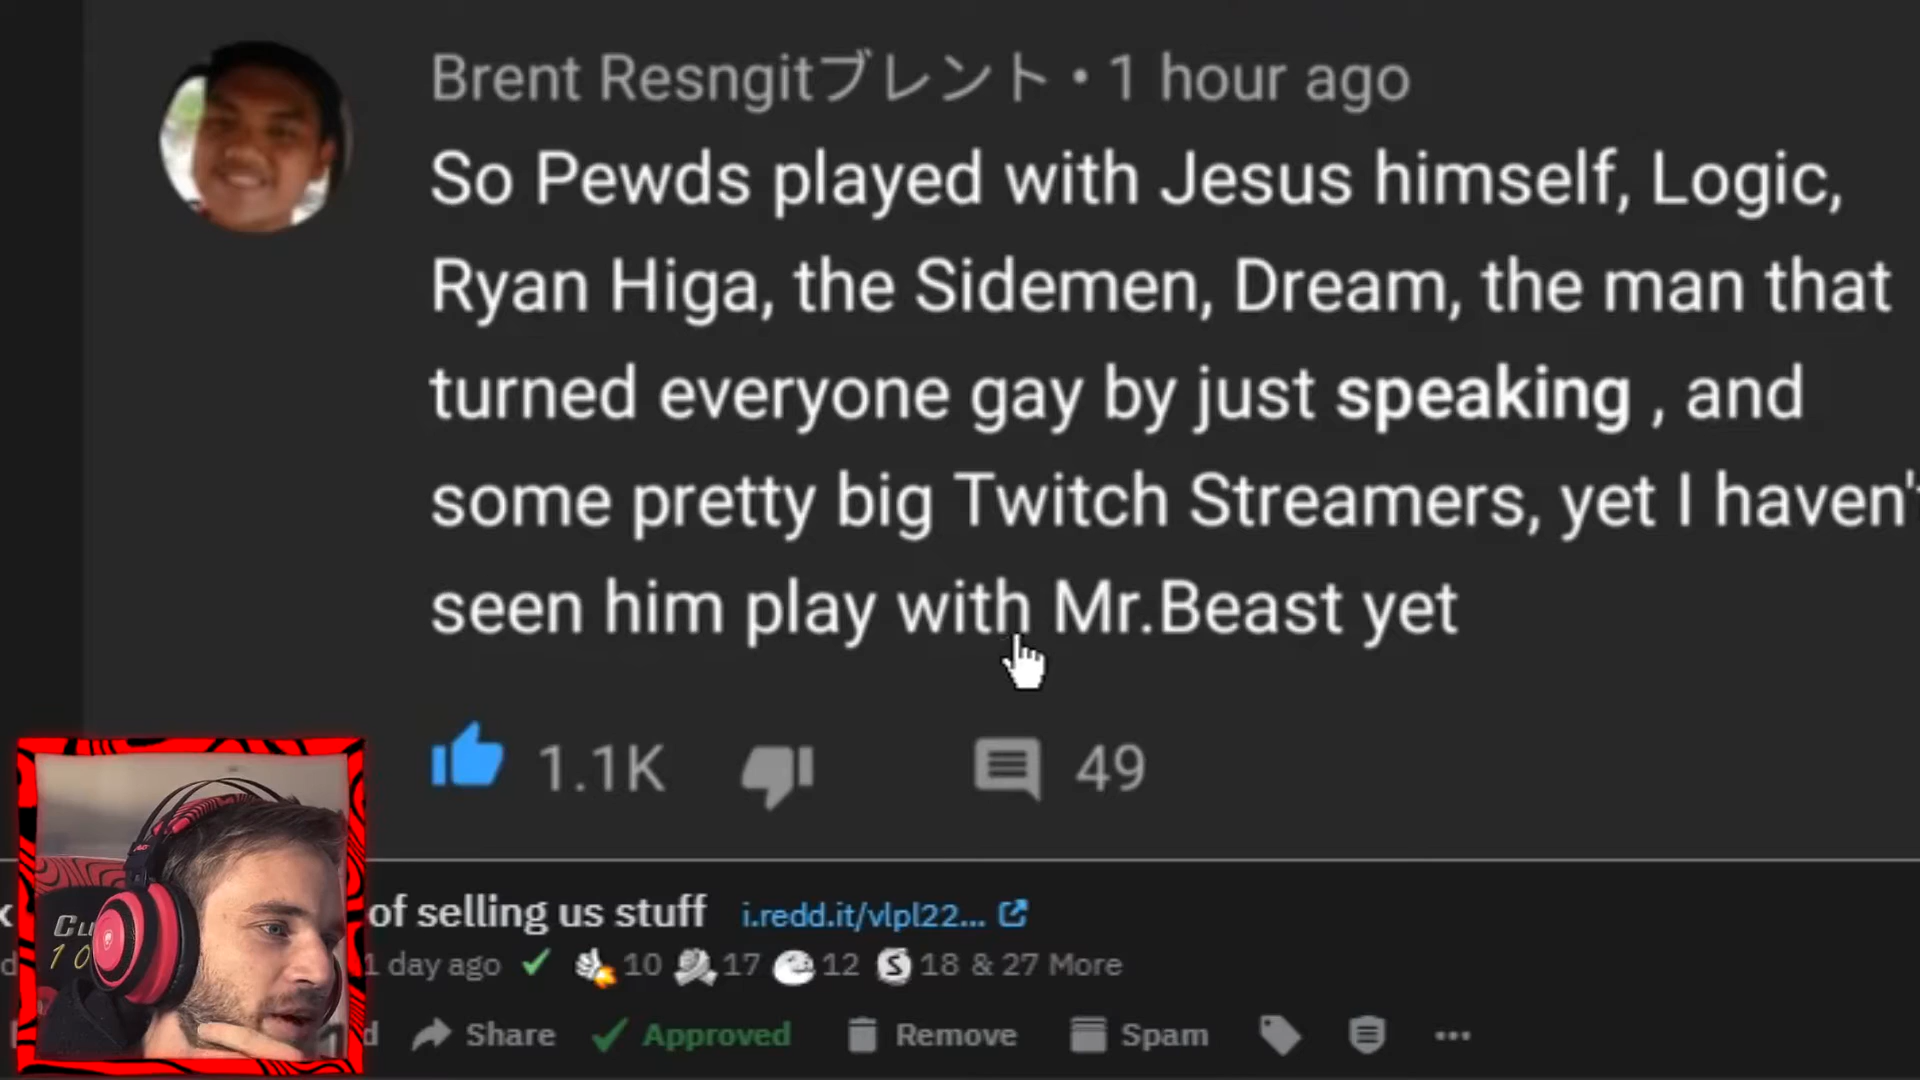 Brent Resngitブレント • 1 hour ago
So Pewds played with Jesus himself, Logic,
Ryan Higa, the Sidemen, Dream, the man that
turned everyone gay by just speaking , and
some pretty big Twitch Streamers, yet I haven't
seen him play with Mr.Beast yet
1.1K 49
of selling us stuff i.redd.it/vlpl22...
1 day ago 10 17 12 S 18 & 27 More
Share Approved Remove Spam ...